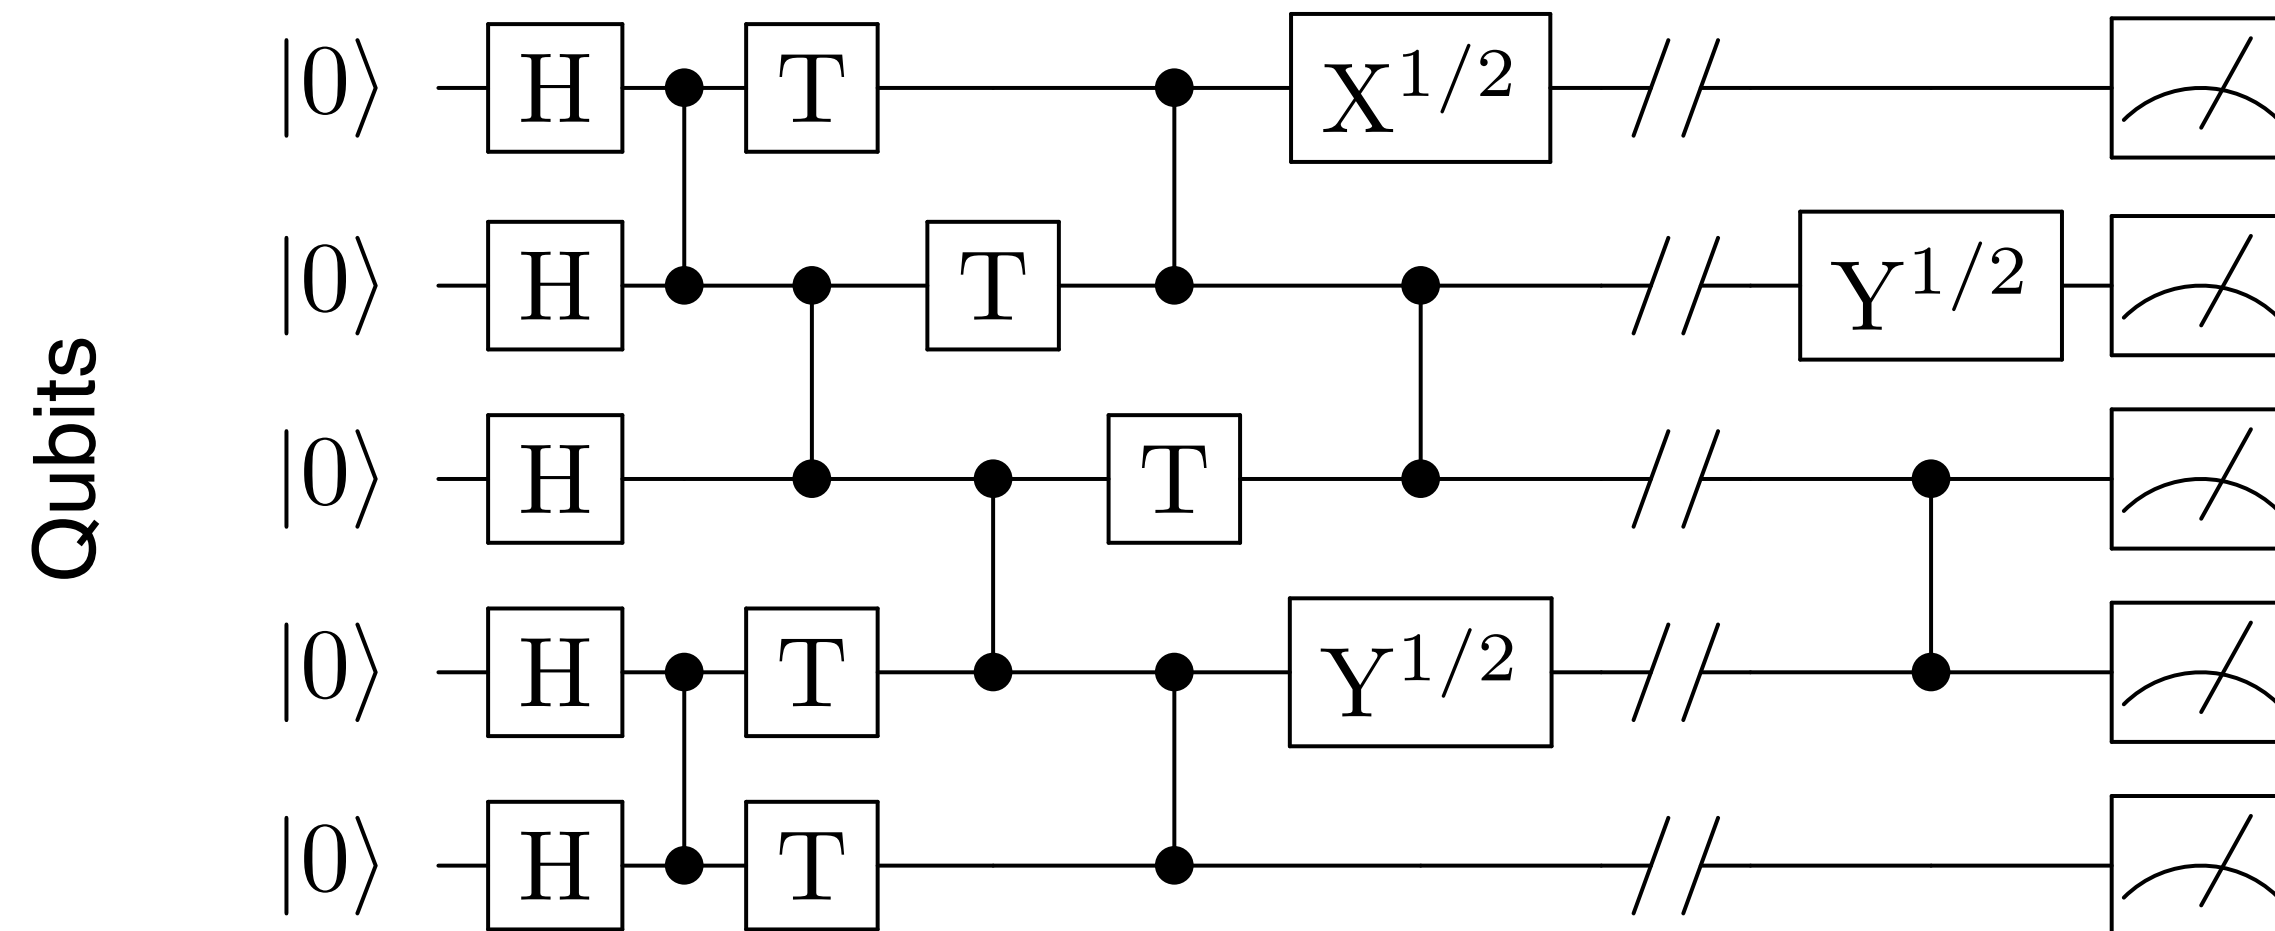 Qubits
|0⟩ H T X^{1/2}
|0⟩ H T Y^{1/2}
|0⟩ H T
|0⟩ H T Y^{1/2}
|0⟩ H T